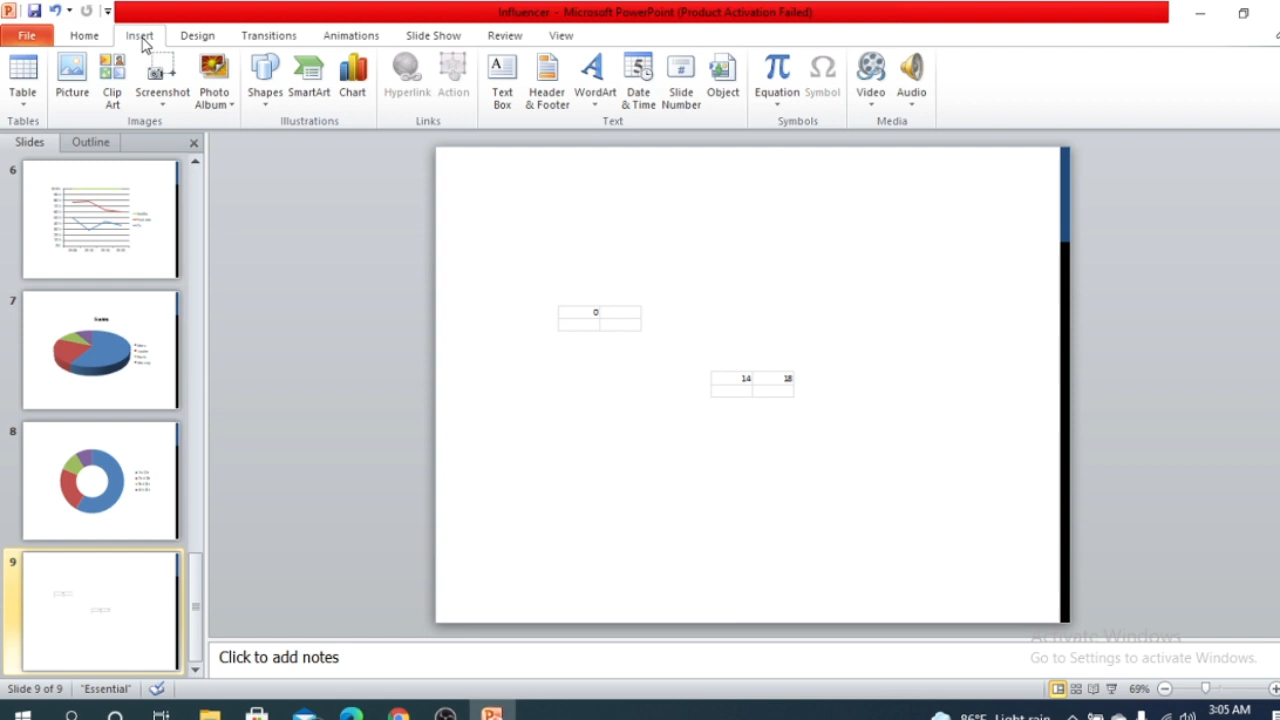 Influencer - Microsoft PowerPoint (Product Activation Failed)
File Home Insert Design Transitions Animations Slide Show Review View
Table Picture Clip Art Screenshot Photo Album Shapes SmartArt Chart Hyperlink Action Text Box Header & Footer WordArt Date & Time Slide Number Object Equation Symbol Video Audio
Tables Images Illustrations Links Text Symbols Media
Slides Outline
6
7
8
9
0
14 18
Click to add notes
Activate Windows
Go to Settings to activate Windows.
Slide 9 of 9 "Essential" 69%
86°F Light rain 3:05 AM